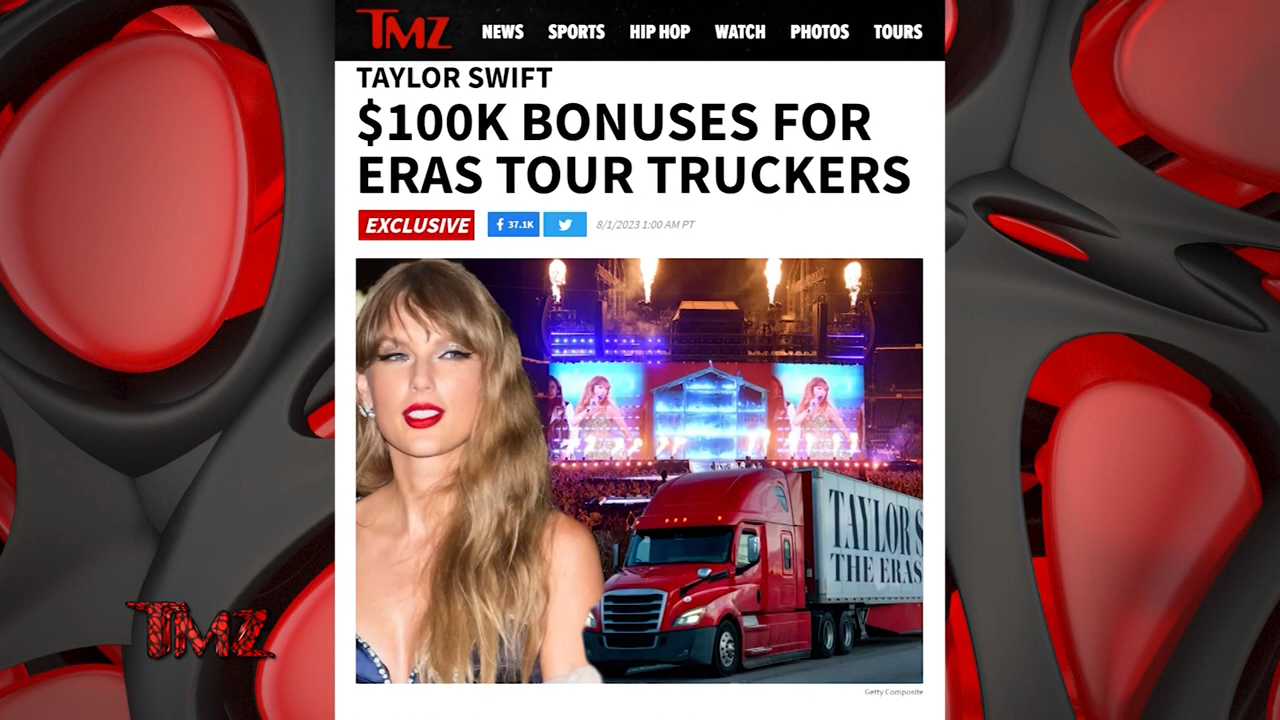 TMZ NEWS SPORTS HIP HOP WATCH PHOTOS TOURS
TAYLOR SWIFT
$100K BONUSES FOR
ERAS TOUR TRUCKERS
EXCLUSIVE f 37.1K 8/1/2023 1:00 AM PT
TAYLOR S
THE ERAS
TMZ
Getty Composite